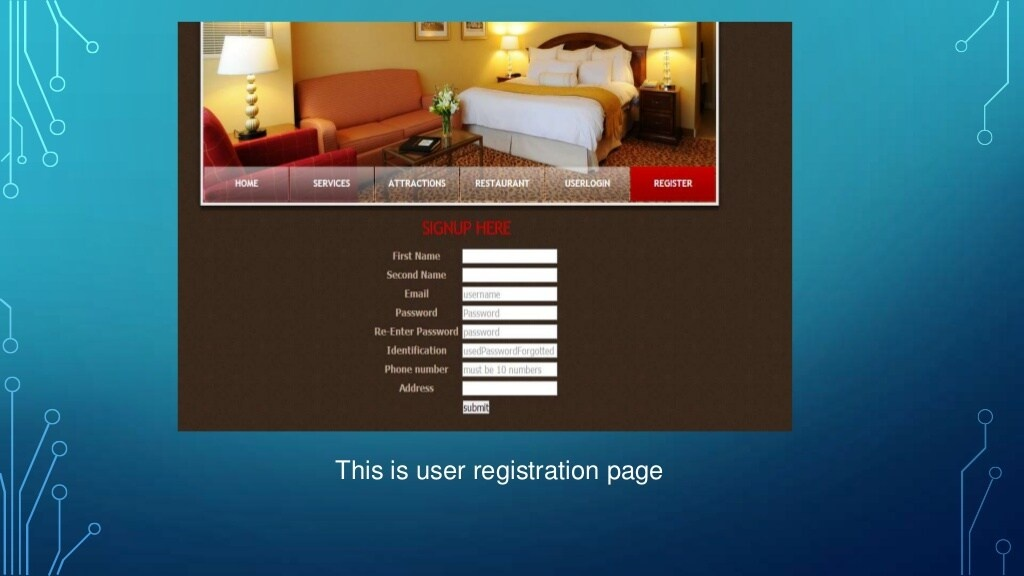 HOME SERVICES ATTRACTIONS RESTAURANT USERLOGIN REGISTER
SIGNUP HERE
First Name
Second Name
Email username
Password Password
Re-Enter Password password
Identification usedPasswordForgotted
Phone number must be 10 numbers
Address
submit
This is user registration page